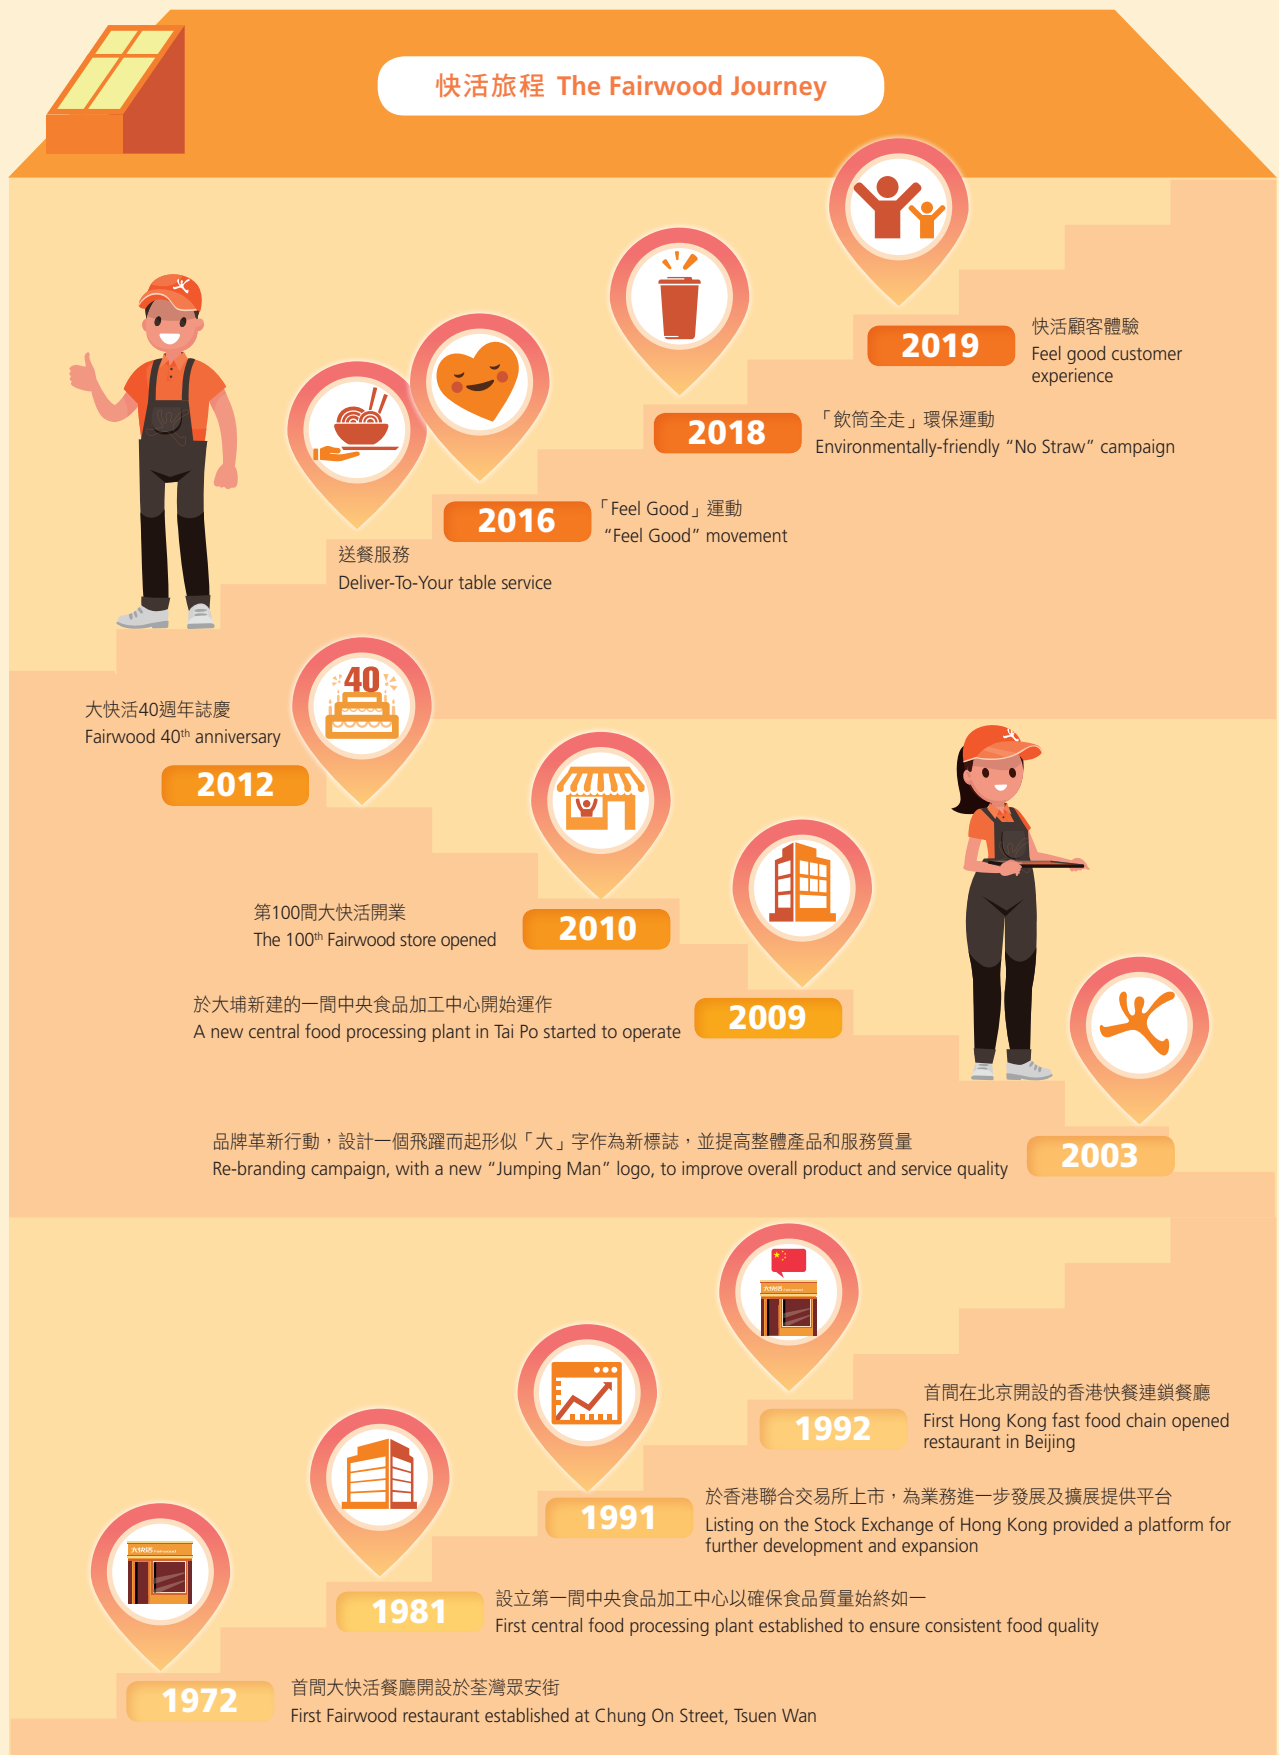 快活旅程 The Fairwood Journey
2019
快活顧客體驗
Feel good customer
experience
2018
「飲筒全走」環保運動
Environmentally-friendly “No Straw” campaign
2016
「Feel Good」運動
“Feel Good” movement
送餐服務
Deliver-To-Your table service
40
大快活40週年誌慶
Fairwood 40th anniversary
2012
第100間大快活開業
The 100th Fairwood store opened
2010
於大埔新建的一間中央食品加工中心開始運作
A new central food processing plant in Tai Po started to operate
2009
品牌革新行動，設計一個飛躍而起形似「大」字作為新標誌，並提高整體產品和服務質量
Re-branding campaign, with a new “Jumping Man” logo, to improve overall product and service quality
2003
大快活 Fairwood
1992
首間在北京開設的香港快餐連鎖餐廳
First Hong Kong fast food chain opened
restaurant in Beijing
1991
於香港聯合交易所上市，為業務進一步發展及擴展提供平台
Listing on the Stock Exchange of Hong Kong provided a platform for
further development and expansion
1981
設立第一間中央食品加工中心以確保食品質量始終如一
First central food processing plant established to ensure consistent food quality
大快活 Fairwood
1972
首間大快活餐廳開設於荃灣眾安街
First Fairwood restaurant established at Chung On Street, Tsuen Wan